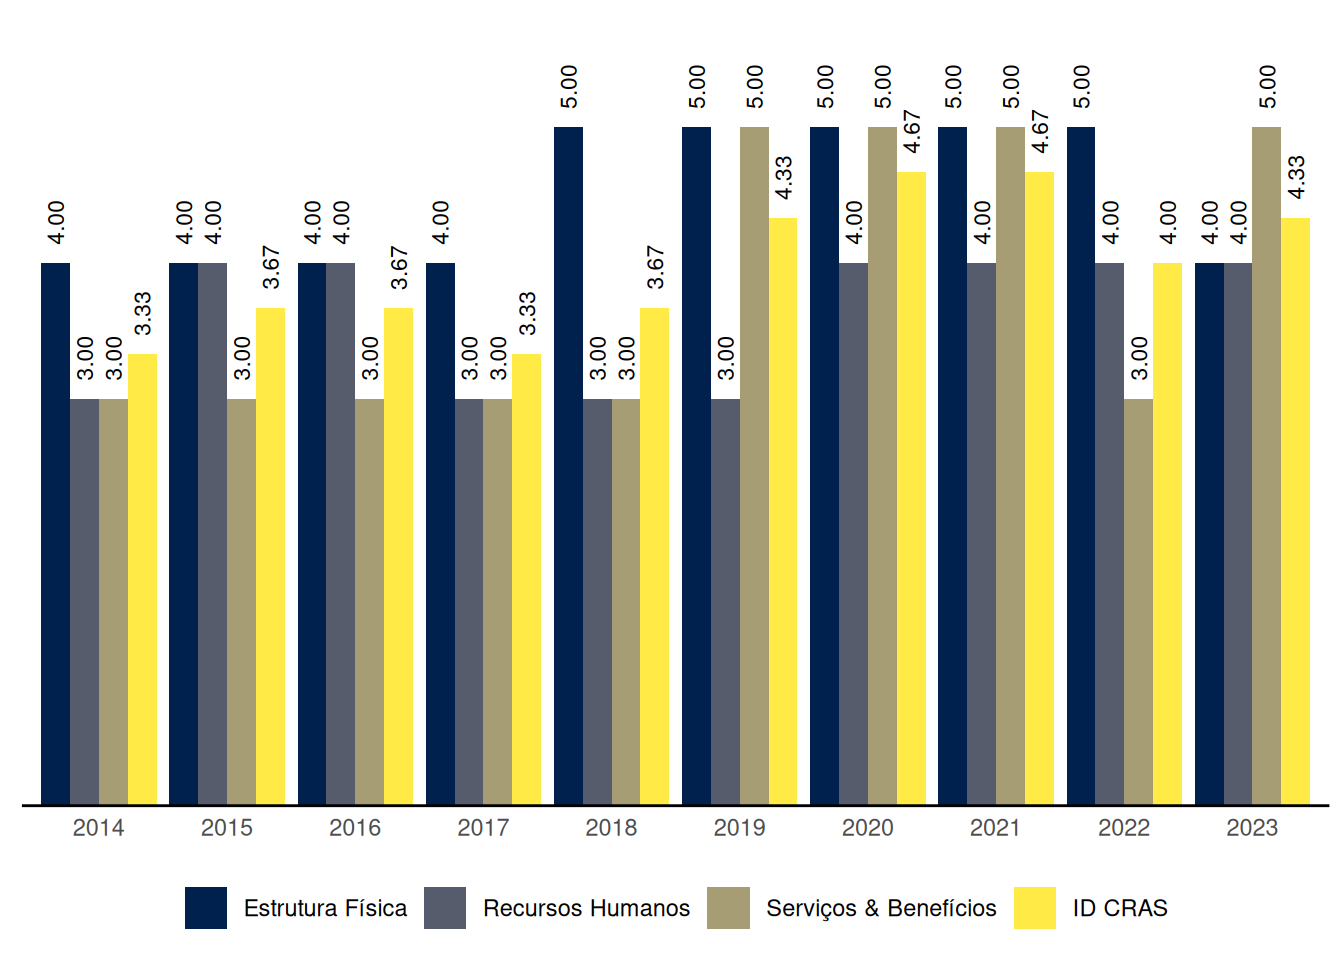 5.00 5.00 5.00 5.00 5.00 5.00 5.00 5.00 5.00
4.67 4.67
4.33 4.33
4.00 4.00 4.00 4.00 4.00 4.00 4.00 4.00 4.00 4.00 4.00 4.00
3.67 3.67 3.67
3.33 3.33
3.00 3.00 3.00 3.00 3.00 3.00 3.00 3.00 3.00 3.00
2014 2015 2016 2017 2018 2019 2020 2021 2022 2023
Estrutura Física Recursos Humanos Serviços & Benefícios ID CRAS